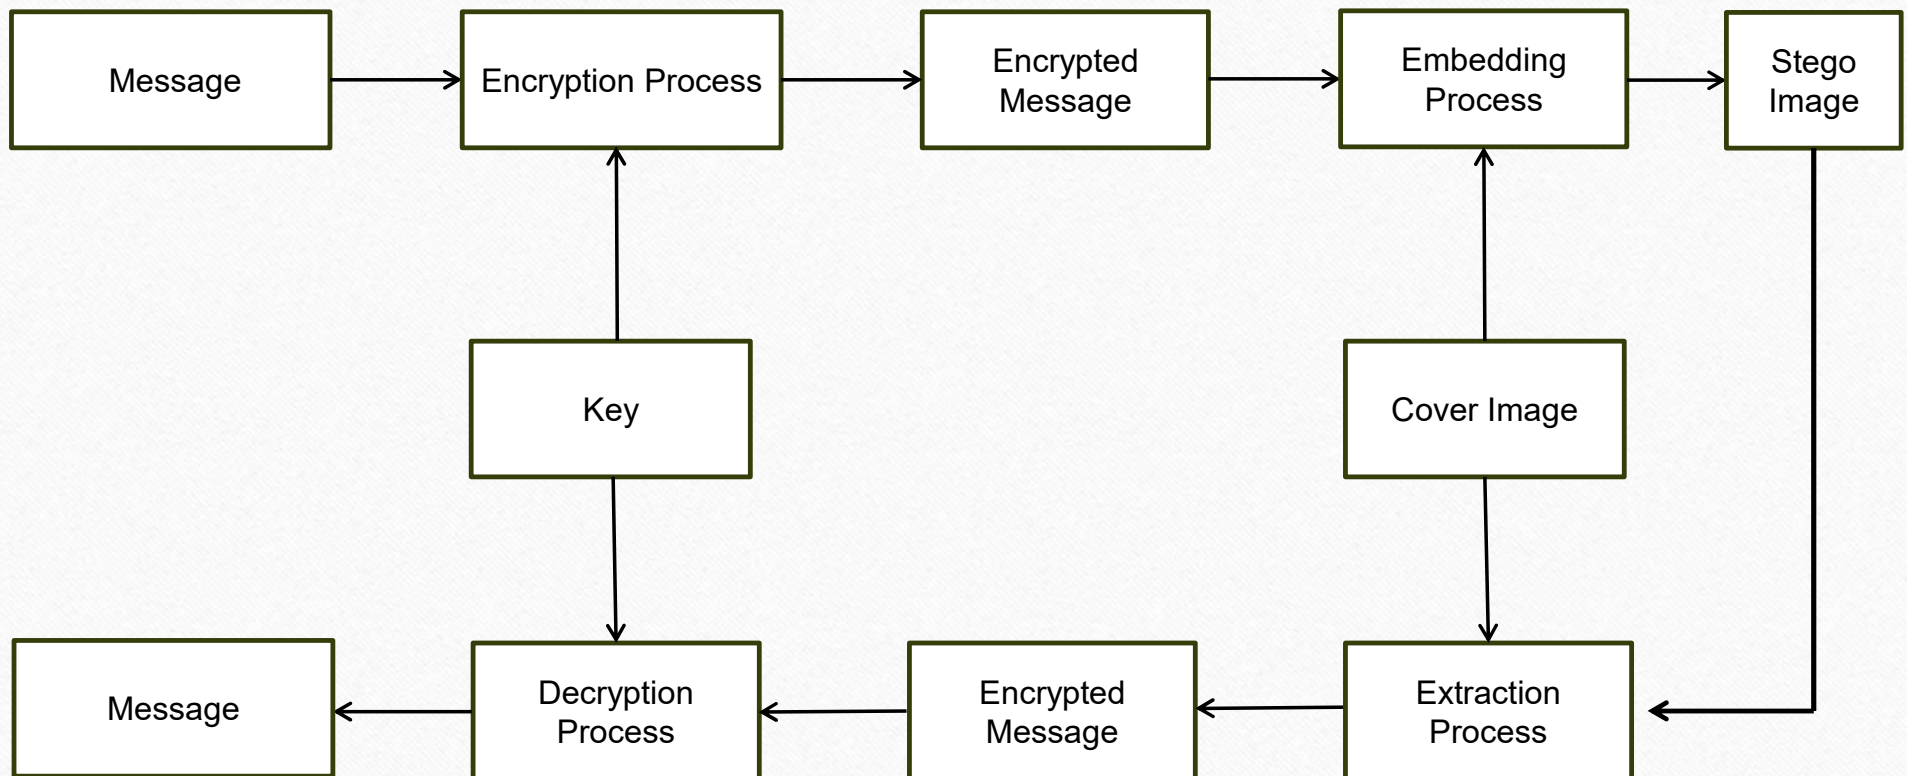 Message
Encryption Process
Encrypted
Message
Embedding
Process
Stego
Image
Key
Cover Image
Message
Decryption
Process
Encrypted
Message
Extraction
Process